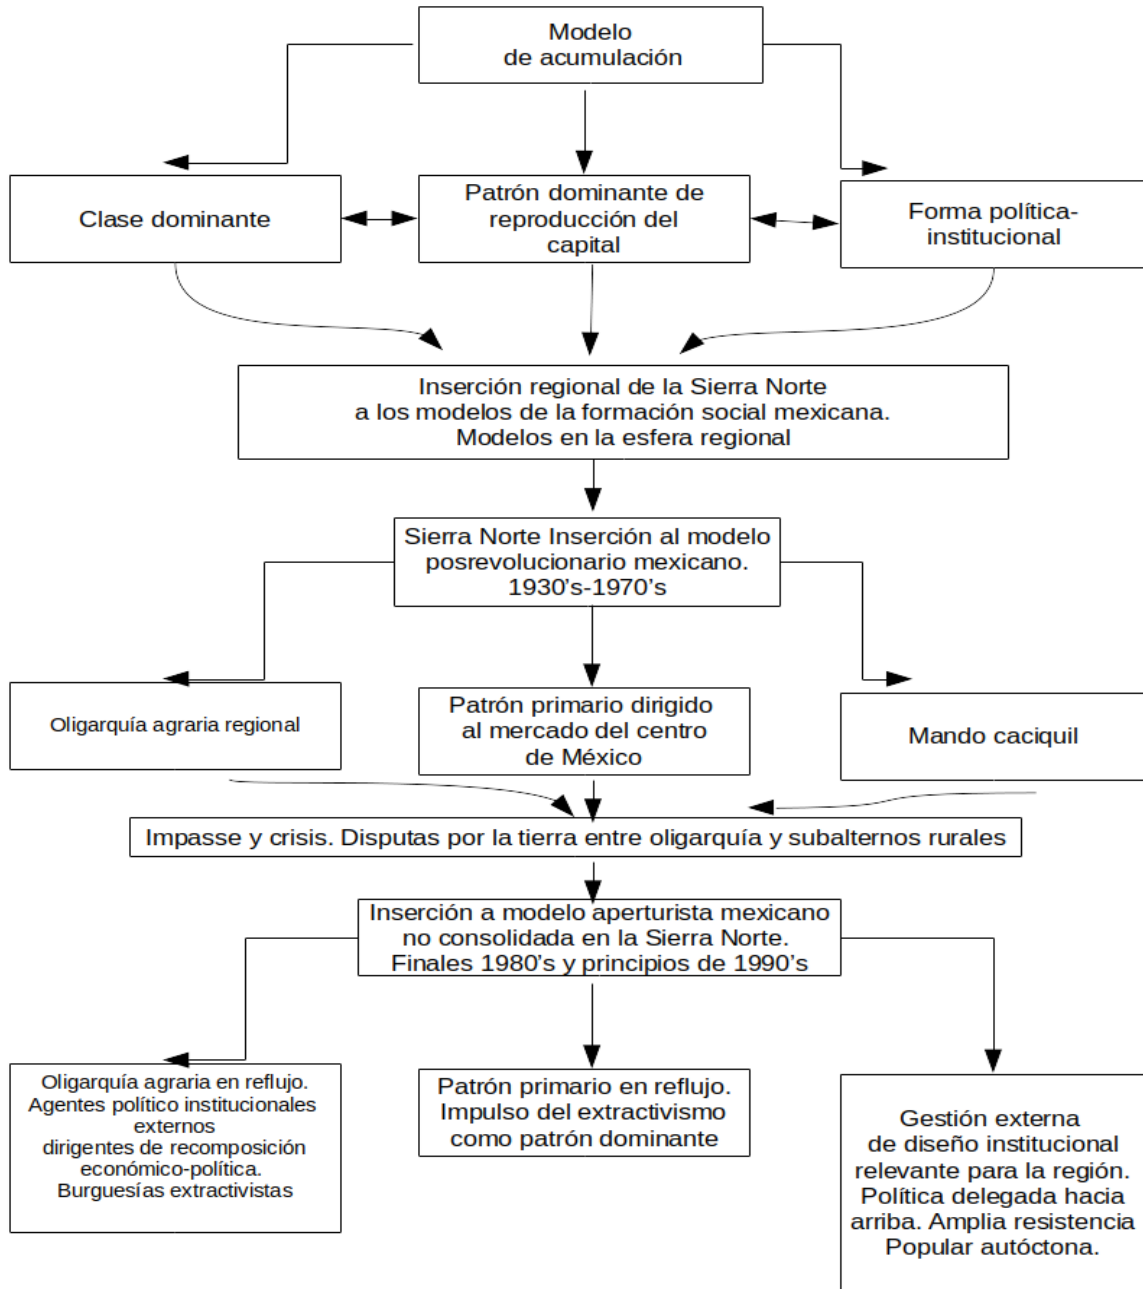 Modelo
de acumulación
Clase dominante
Patrón dominante de
reproducción del
capital
Forma política-
institucional
Inserción regional de la Sierra Norte
a los modelos de la formación social mexicana.
Modelos en la esfera regional
Sierra Norte Inserción al modelo
posrevolucionario mexicano.
1930's-1970's
Oligarquía agraria regional
Patrón primario dirigido
al mercado del centro
de México
Mando caciquil
Impasse y crisis. Disputas por la tierra entre oligarquía y subalternos rurales
Inserción a modelo aperturista mexicano
no consolidada en la Sierra Norte.
Finales 1980's y principios de 1990's
Oligarquía agraria en reflujo.
Agentes político institucionales
externos
dirigentes de recomposición
económico-política.
Burguesías extractivistas
Patrón primario en reflujo.
Impulso del extractivismo
como patrón dominante
Gestión externa
de diseño institucional
relevante para la región.
Política delegada hacia
arriba. Amplia resistencia
Popular autóctona.